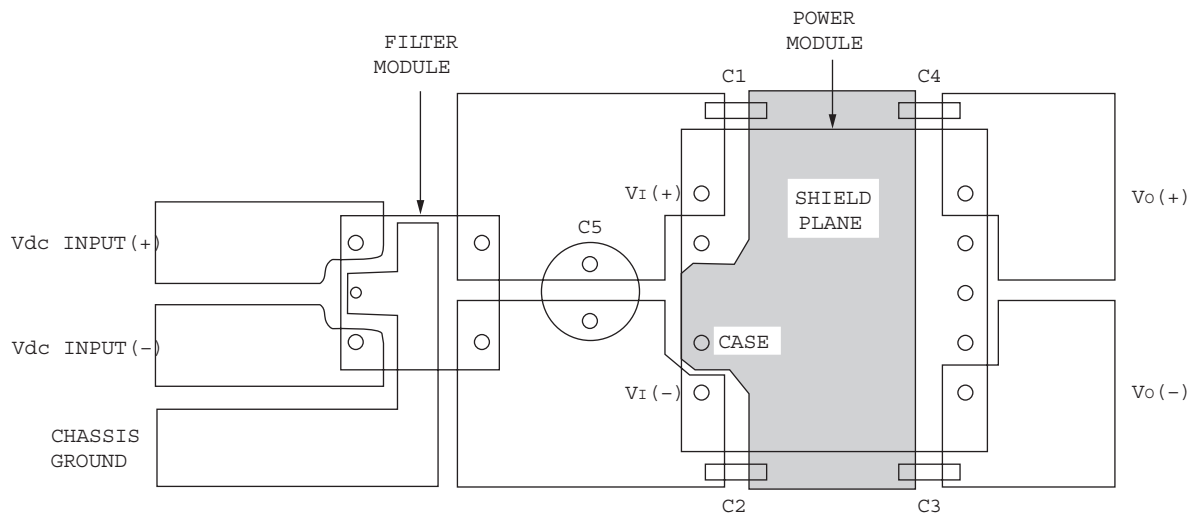 POWER
MODULE
FILTER
MODULE
C1
C4
VI(+)
SHIELD
PLANE
VO(+)
C5
Vdc INPUT(+)
CASE
Vdc INPUT(–)
VI(–)
VO(–)
CHASSIS
GROUND
C2
C3